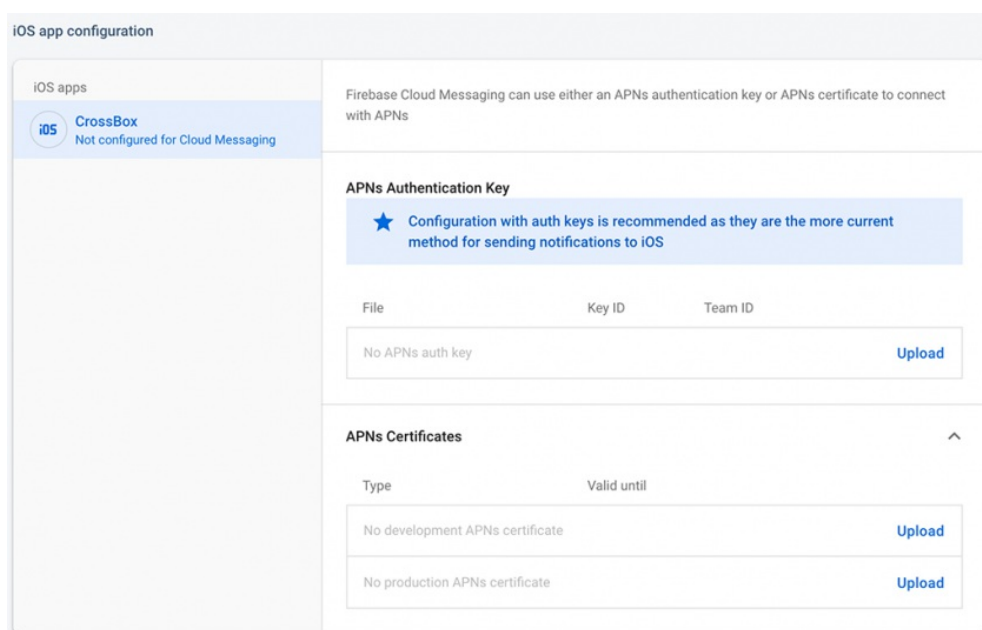 iOS app configuration
iOS apps
iOS
CrossBox
Not configured for Cloud Messaging
Firebase Cloud Messaging can use either an APNs authentication key or APNs certificate to connect
with APNs
APNs Authentication Key
Configuration with auth keys is recommended as they are the more current
method for sending notifications to iOS
File Key ID Team ID
No APNs auth key Upload
APNs Certificates
Type Valid until
No development APNs certificate Upload
No production APNs certificate Upload